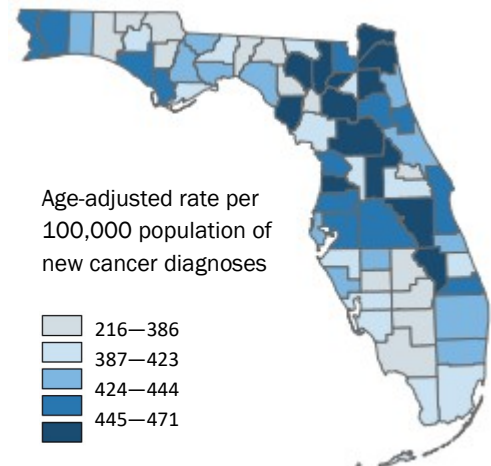 Age-adjusted rate per
100,000 population of
new cancer diagnoses
216—386
387—423
424—444
445—471